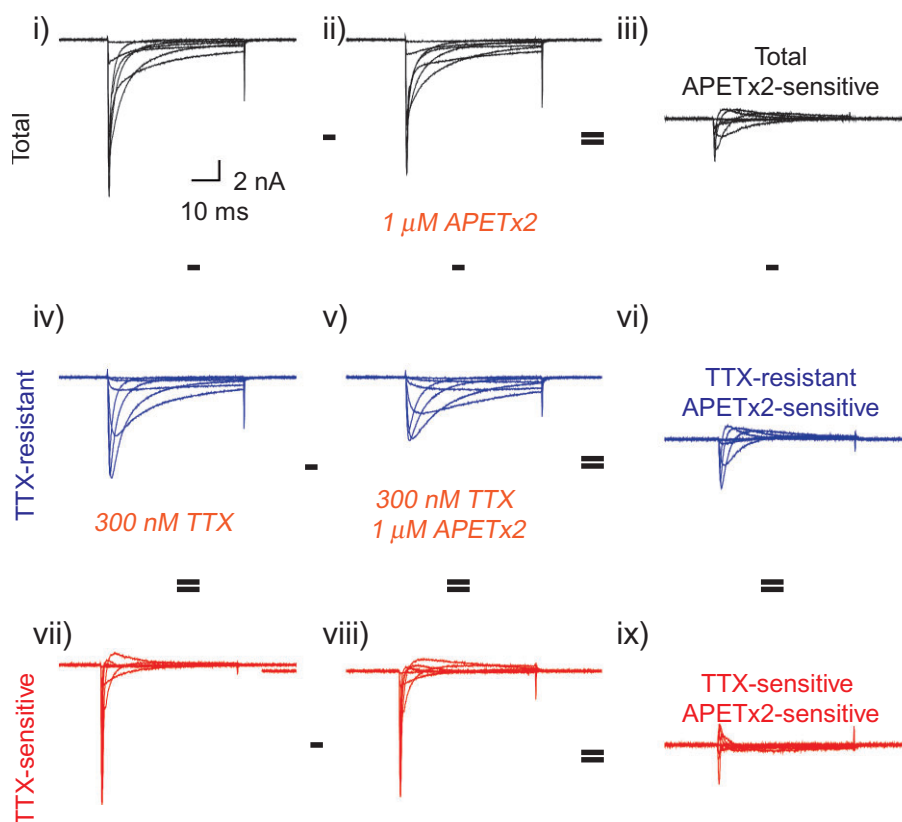 i)
ii)
iii)
Total
Total
APETx2-sensitive
-
=
2 nA
10 ms
1 μM APETx2
-
-
-
iv)
v)
vi)
TTX-resistant
TTX-resistant
APETx2-sensitive
-
=
300 nM TTX
300 nM TTX
1 μM APETx2
=
=
=
vii)
viii)
ix)
TTX-sensitive
TTX-sensitive
APETx2-sensitive
-
=